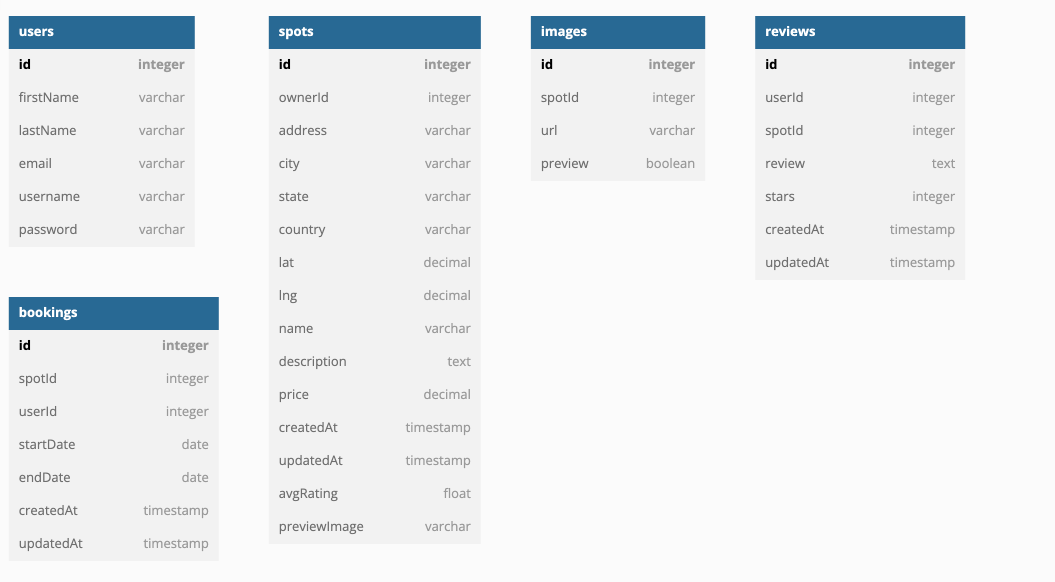 users
id integer
firstName varchar
lastName varchar
email varchar
username varchar
password varchar
bookings
id integer
spotId integer
userId integer
startDate date
endDate date
createdAt timestamp
updatedAt timestamp
spots
id integer
ownerId integer
address varchar
city varchar
state varchar
country varchar
lat decimal
lng decimal
name varchar
description text
price decimal
createdAt timestamp
updatedAt timestamp
avgRating float
previewImage varchar
images
id integer
spotId integer
url varchar
preview boolean
reviews
id integer
userId integer
spotId integer
review text
stars integer
createdAt timestamp
updatedAt timestamp